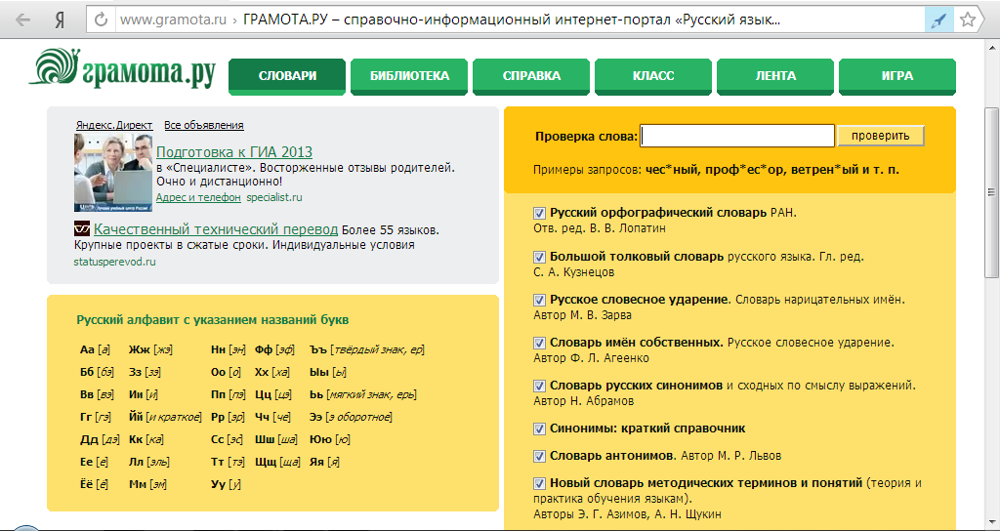 Я www.gramota.ru › ГРАМОТА.РУ – справочно-информационный интернет-портал «Русский язык...
грамота.ру
СЛОВАРИ БИБЛИОТЕКА СПРАВКА КЛАСС ЛЕНТА ИГРА
Яндекс.Директ Все объявления
Подготовка к ГИА 2013
в «Специалисте». Восторженные отзывы родителей.
Очно и дистанционно!
Адрес и телефон specialist.ru
Качественный технический перевод Более 55 языков.
Крупные проекты в сжатые сроки. Индивидуальные условия
statusperevod.ru
Русский алфавит с указанием названий букв
Аа [а] Жж [жэ] Нн [эн] Фф [эф] Ъъ [твёрдый знак, ер]
Бб [бэ] Зз [зэ] Оо [о] Хх [ха] Ыы [ы]
Вв [вэ] Ии [и] Пп [пэ] Цц [цэ] Ьь [мягкий знак, ерь]
Гг [гэ] Йй [и краткое] Рр [эр] Чч [че] Ээ [э оборотное]
Дд [дэ] Кк [ка] Сс [эс] Шш [ша] Юю [ю]
Ее [е] Лл [эль] Тт [тэ] Щщ [ща] Яя [я]
Ёё [ё] Мм [эм] Уу [у]
Проверка слова: проверить
Примеры запросов: чес*ный, проф*ес*ор, ветрен*ый и т. п.
Русский орфографический словарь РАН.
Отв. ред. В. В. Лопатин
Большой толковый словарь русского языка. Гл. ред.
С. А. Кузнецов
Русское словесное ударение. Словарь нарицательных имён.
Автор М. В. Зарва
Словарь имён собственных. Русское словесное ударение.
Автор Ф. Л. Агеенко
Словарь русских синонимов и сходных по смыслу выражений.
Автор Н. Абрамов
Синонимы: краткий справочник
Словарь антонимов. Автор М. Р. Львов
Новый словарь методических терминов и понятий (теория и
практика обучения языкам).
Авторы Э. Г. Азимов, А. Н. Щукин